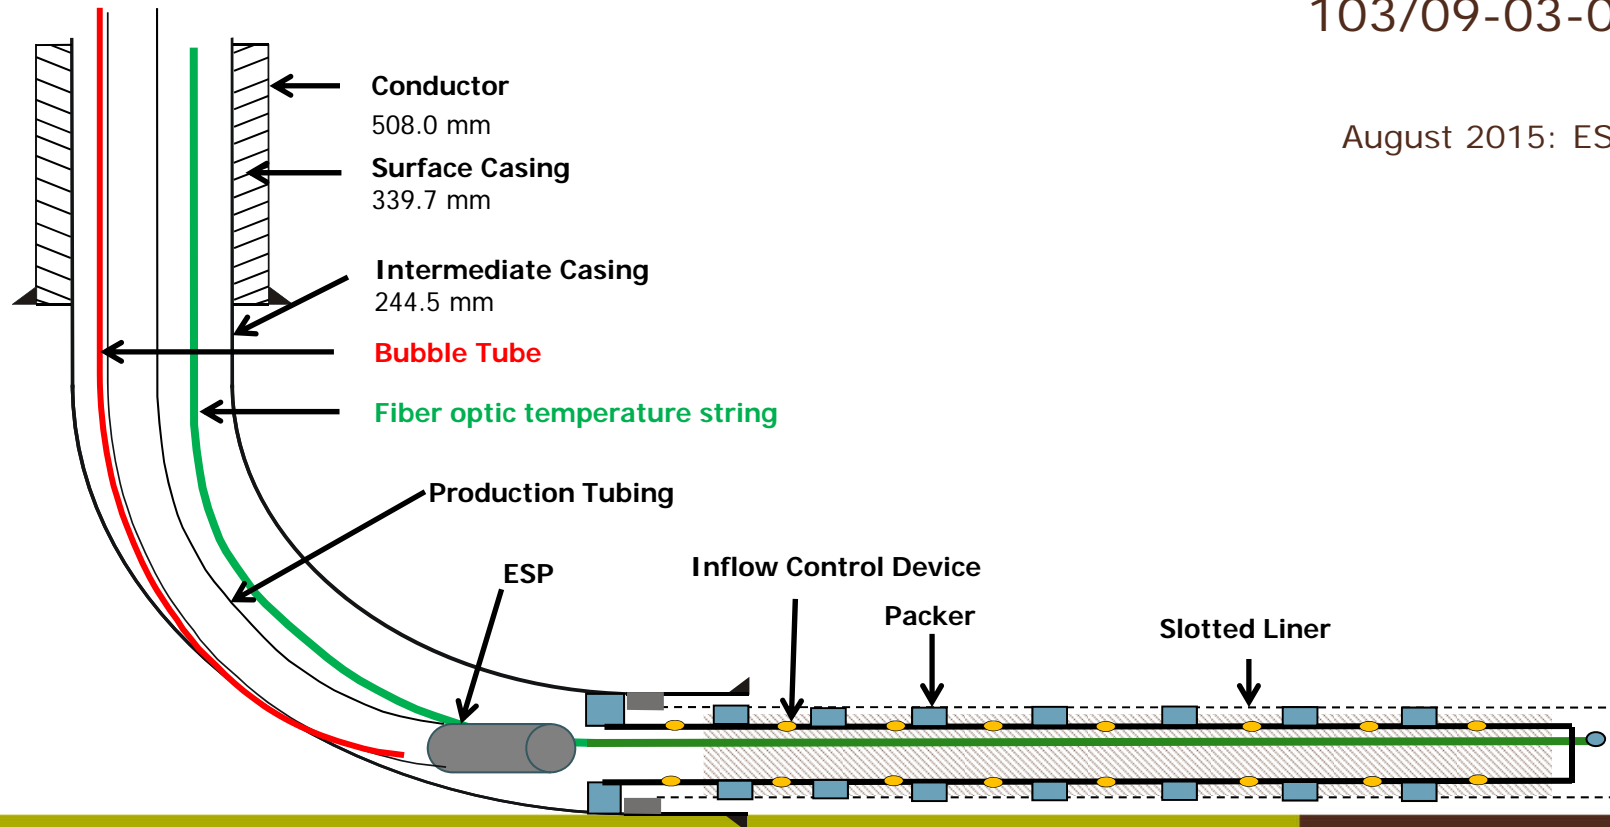 103/09-03-0
August 2015: ES
Conductor
508.0 mm
Surface Casing
339.7 mm
Intermediate Casing
244.5 mm
Bubble Tube
Fiber optic temperature string
Production Tubing
ESP
Inflow Control Device
Packer
Slotted Liner